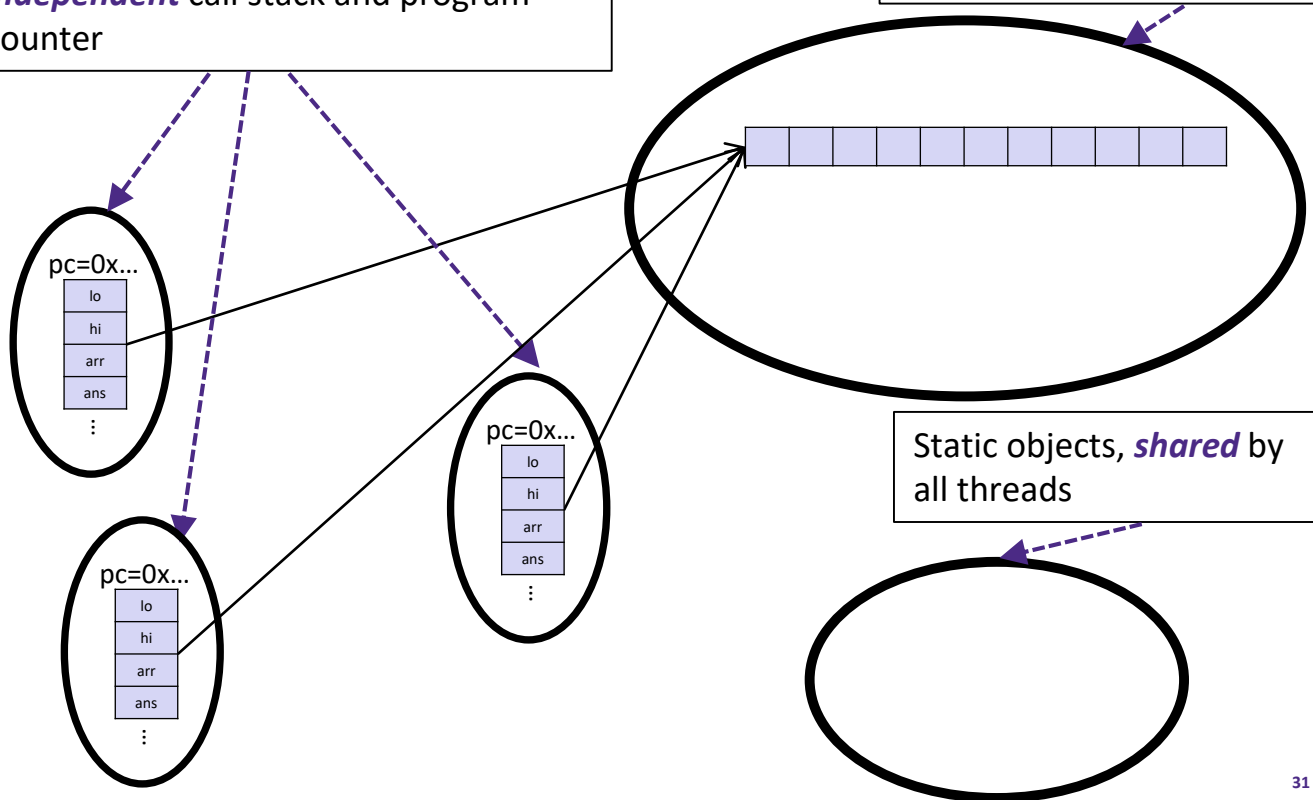 independent call stack and program
counter
pc=0x...
lo
hi
arr
ans
⋮
pc=0x...
lo
hi
arr
ans
⋮
Static objects, shared by
all threads
pc=0x...
lo
hi
arr
ans
⋮
31